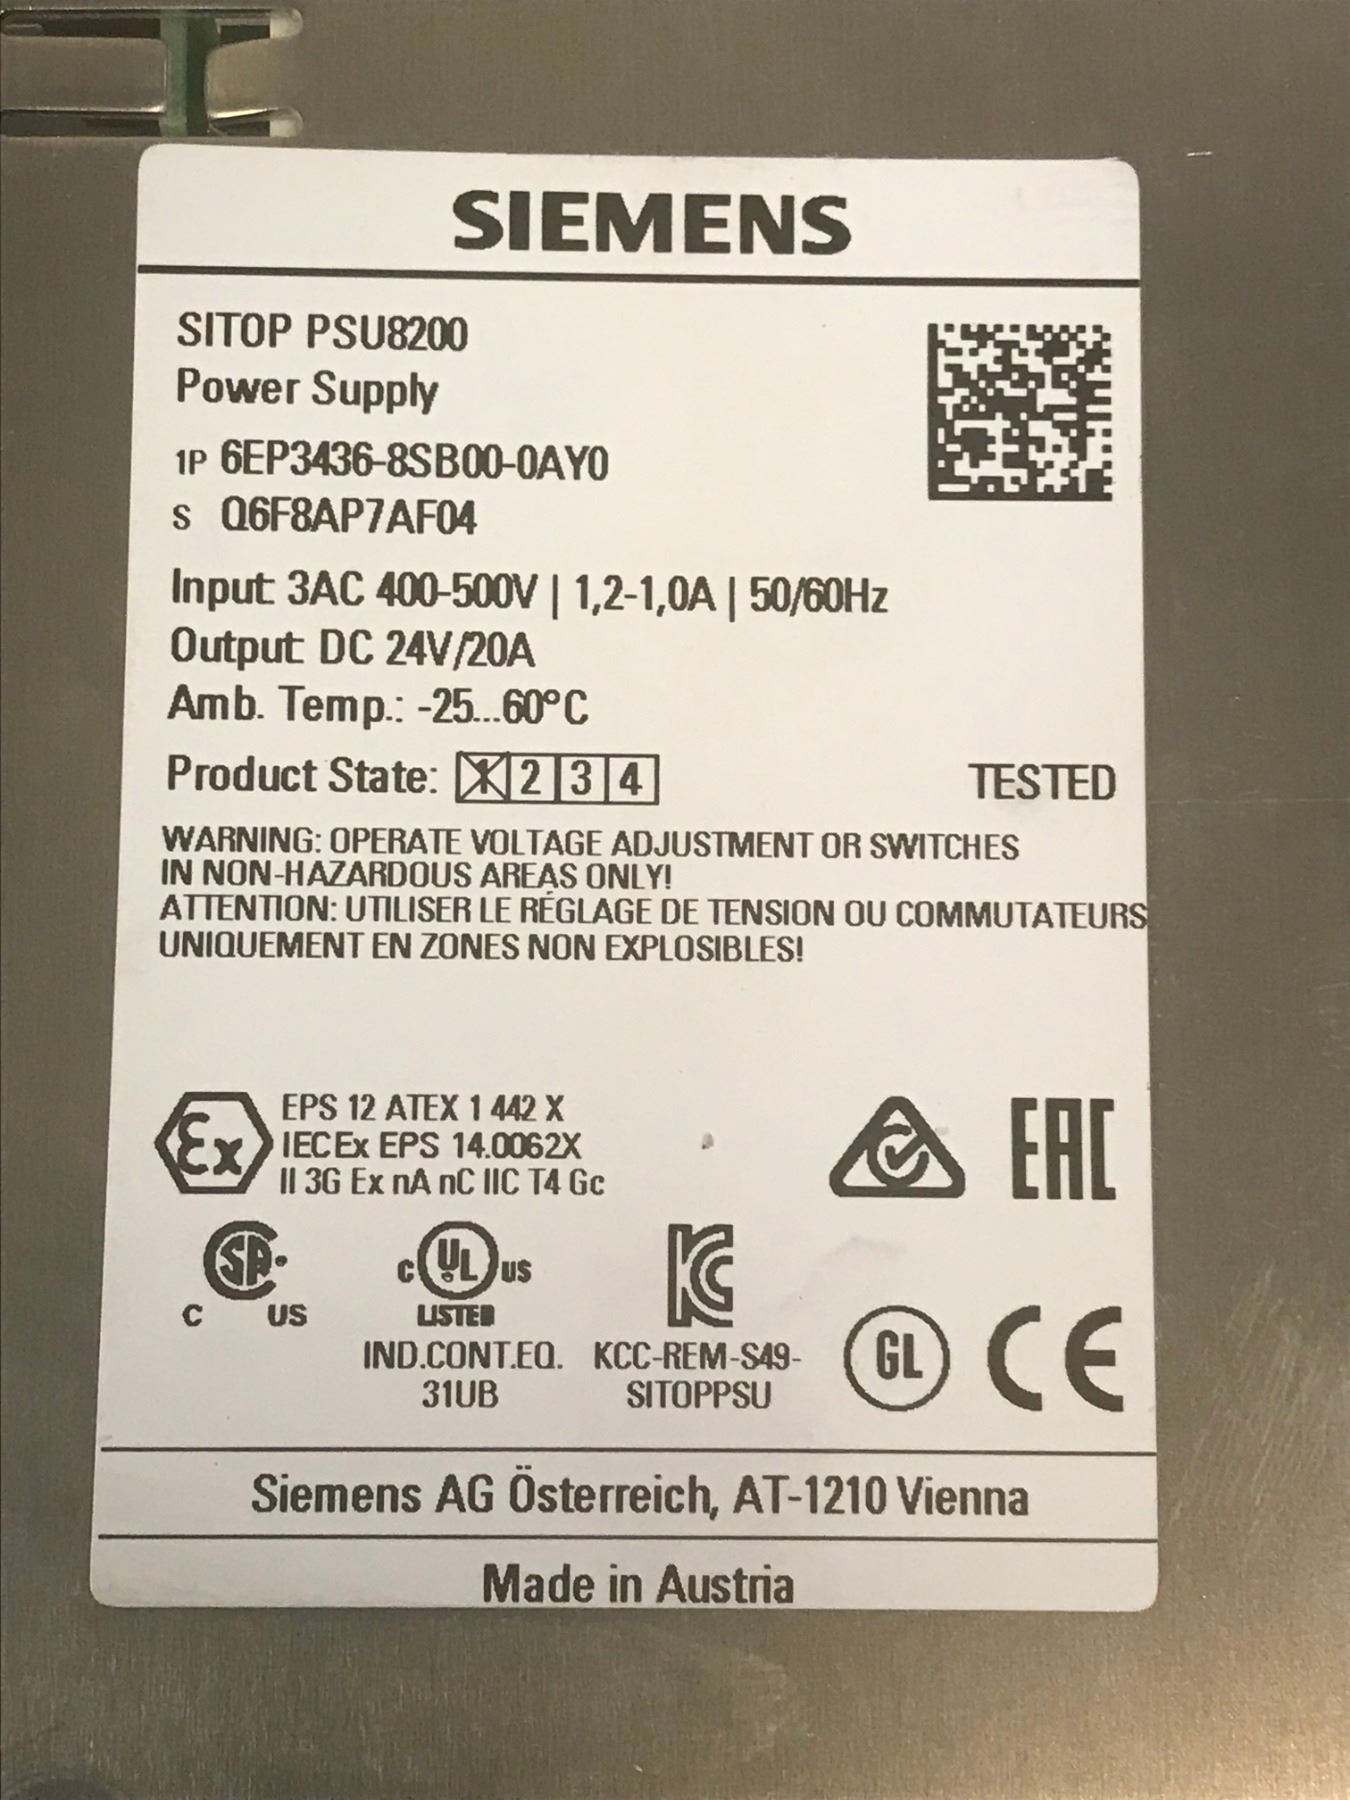 SIEMENS
SITOP PSU8200
Power Supply
1P 6EP3436-8SB00-0AY0
S Q6F8AP7AF04
Input: 3AC 400-500V | 1,2-1,0A | 50/60Hz
Output: DC 24V/20A
Amb. Temp.: -25...60°C
Product State: 1 2 3 4 TESTED
WARNING: OPERATE VOLTAGE ADJUSTMENT OR SWITCHES
IN NON-HAZARDOUS AREAS ONLY!
ATTENTION: UTILISER LE RÉGLAGE DE TENSION OU COMMUTATEURS
UNIQUEMENT EN ZONES NON EXPLOSIBLES!
Ex EPS 12 ATEX 1 442 X
IECEx EPS 14.0062X
II 3G Ex nA nC IIC T4 Gc
EAC
SA
C US
c UL us
LISTED
IND.CONT.EQ.
31UB
KC
KCC-REM-S49-
SITOPPSU
GL CE
Siemens AG Österreich, AT-1210 Vienna
Made in Austria